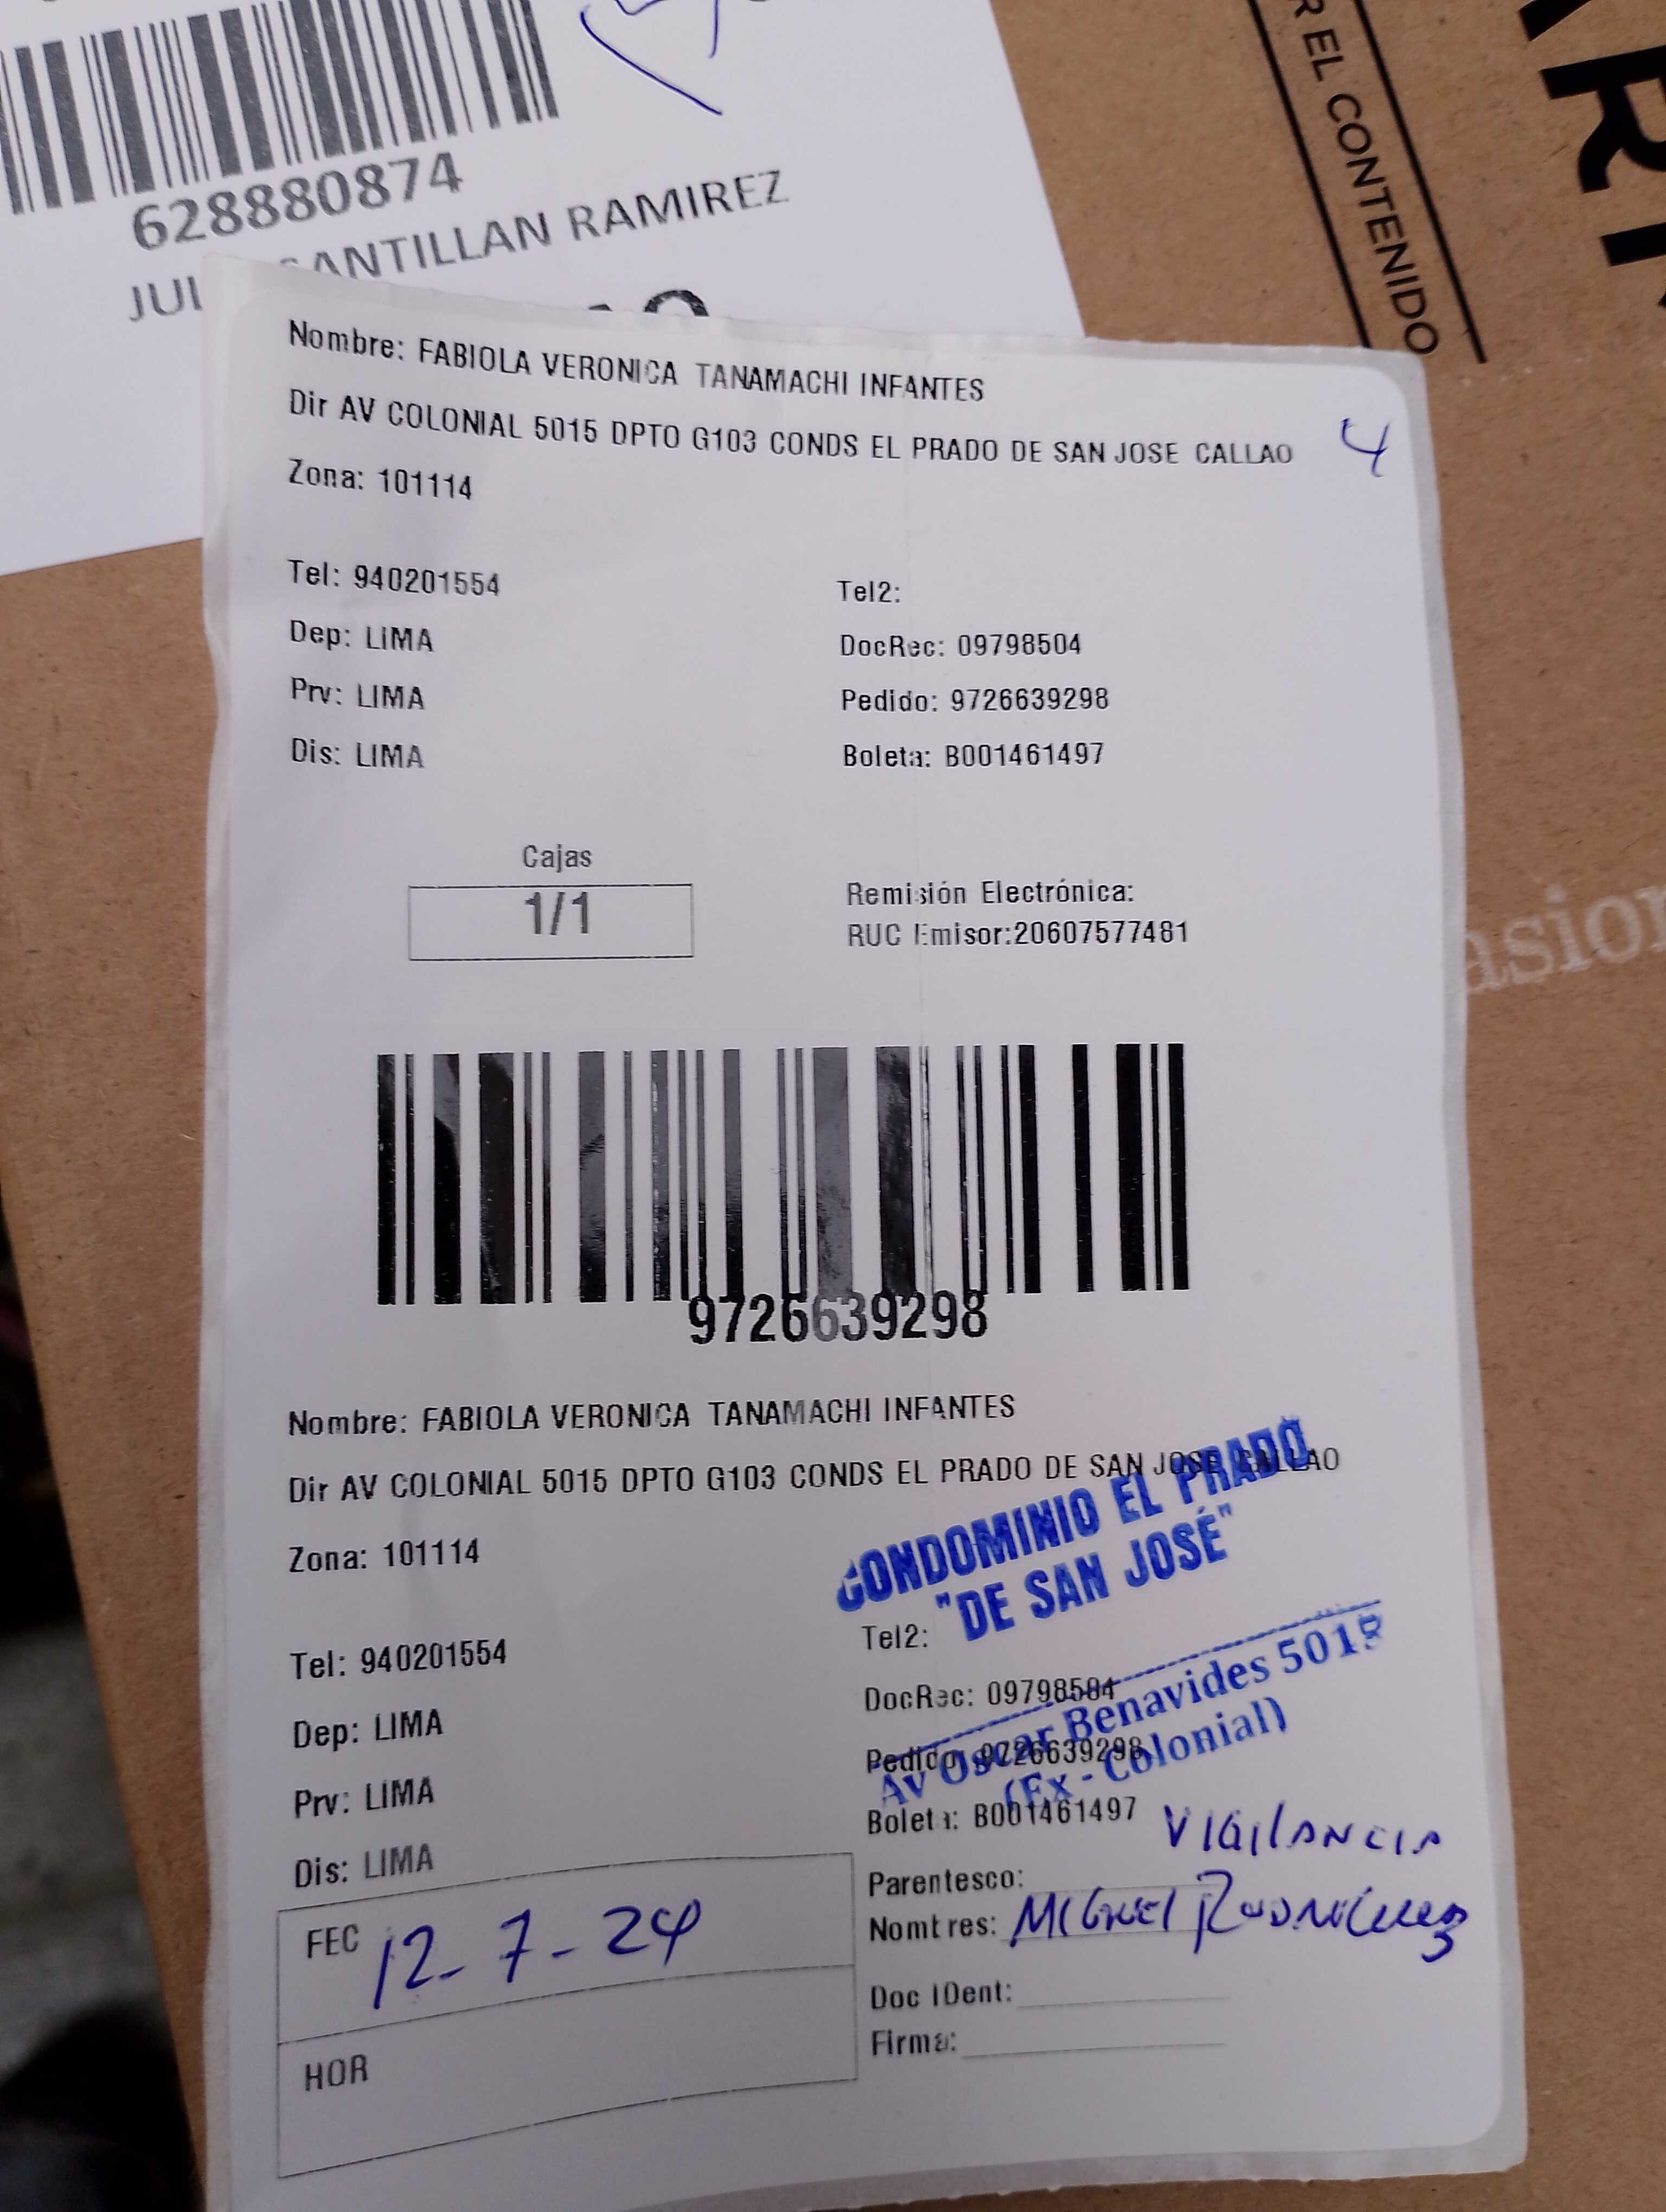 628880874
SANTILLAN RAMIREZ
R EL CONTENIDO
Nombre: FABIOLA VERONICA TANAMACHI INFANTES
Dir AV COLONIAL 5015 DPTO G103 CONDS EL PRADO DE SAN JOSE CALLAO
4
Zona: 101114
Tel: 940201554
Tel2:
Dep: LIMA
DocRec: 09798504
Prv: LIMA
Pedido: 9726639298
Dis: LIMA
Boleta: B001461497
Cajas
1/1
Remisión Electrónica:
RUC Emisor:20607577481
9726639298
Nombre: FABIOLA VERONICA TANAMACHI INFANTES
Dir AV COLONIAL 5015 DPTO G103 CONDS EL PRADO DE SAN JOSE CALLAO
Zona: 101114
CONDOMINIO EL PRADO
"DE SAN JOSÉ"
Av Oscar Benavides 5015
(Ex - Colonial)
Tel: 940201554
Tel2:
Dep: LIMA
DocRec: 09798504
Prv: LIMA
Pedido: 9726639298
Dis: LIMA
Boleta: B001461497
VIGILANCIA
Parentesco:
FEC 12-7-24
Nombres: MIGUEL RODRIGUEZ
Doc IDent:
Firma:
HOR